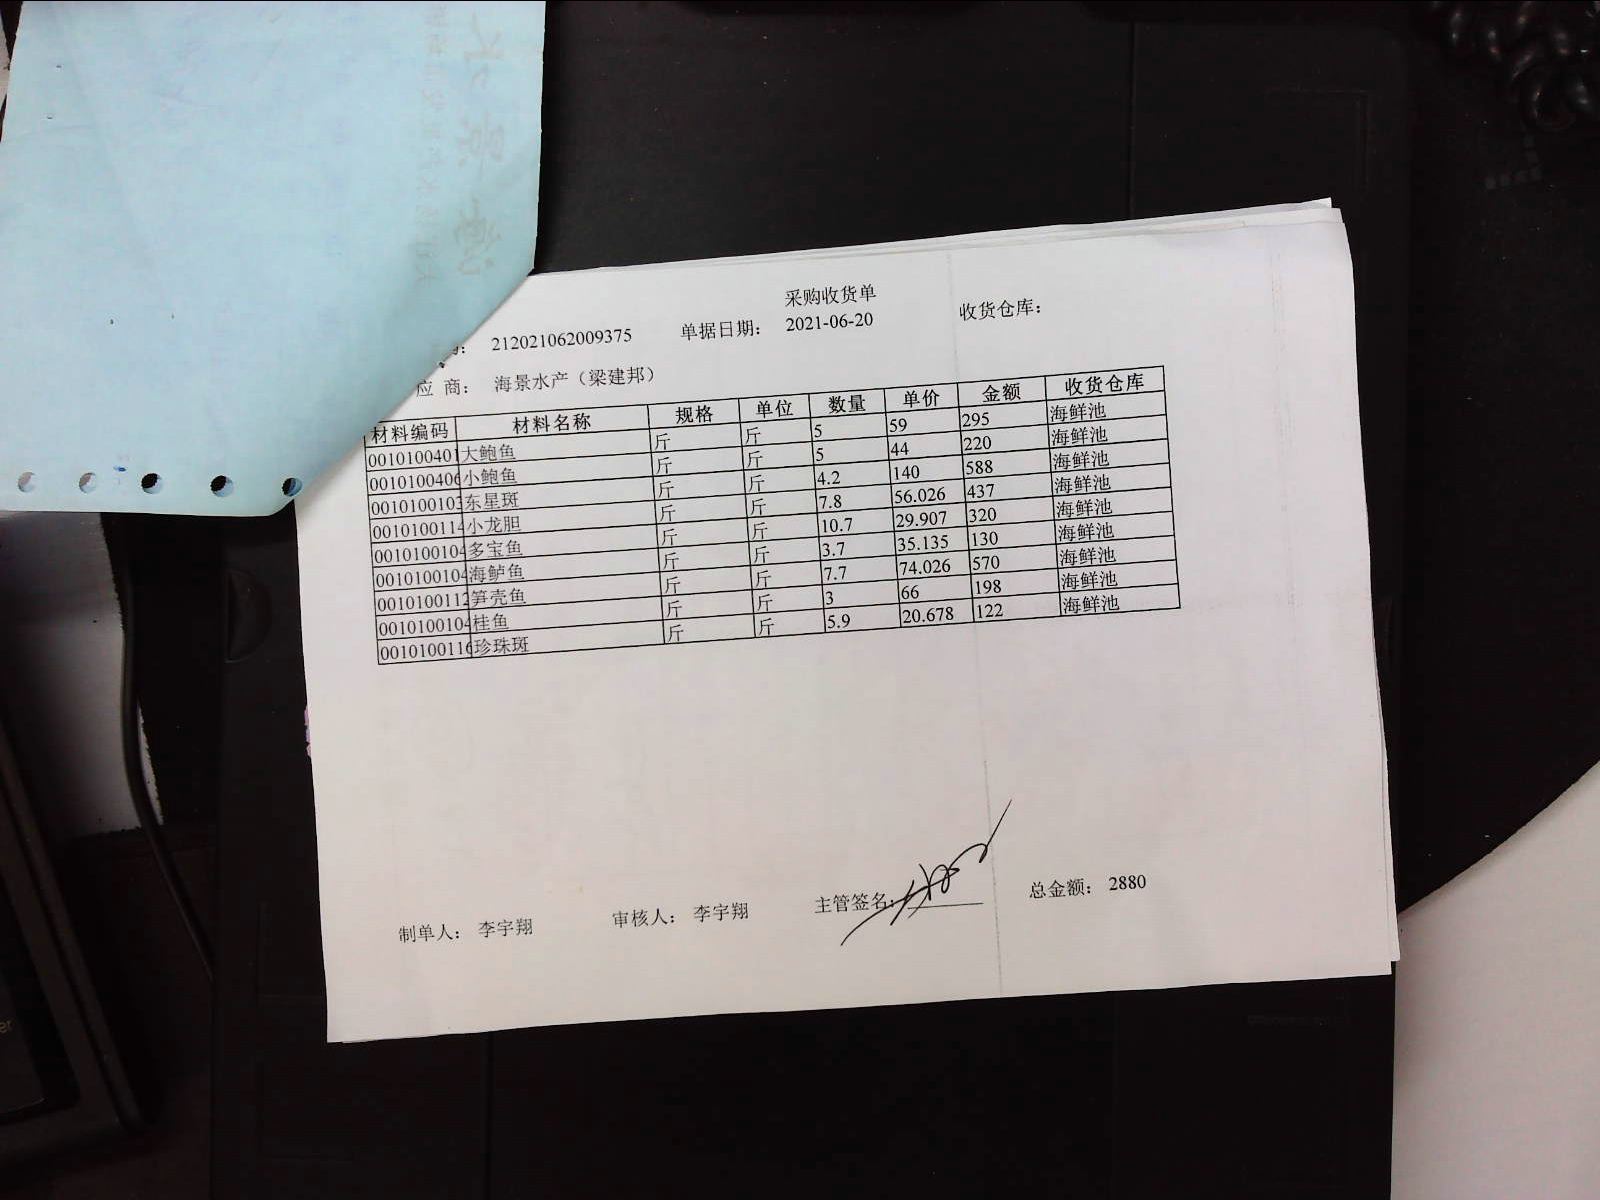 采购收货单
212021062009375 单据日期： 2021-06-20 收货仓库：
应 商： 海景水产（梁建邦）
材料编码 材料名称 规格 单位 数量 单价 金额 收货仓库
0010100401 大鲍鱼 斤 斤 5 59 295 海鲜池
001010040 小鲍鱼 斤 斤 5 44 220 海鲜池
001010010 东星斑 斤 斤 4.2 140 588 海鲜池
001010011 小龙胆 斤 斤 7.8 56.026 437 海鲜池
001010010 多宝鱼 斤 斤 10.7 29.907 320 海鲜池
001010010 海鲈鱼 斤 斤 3.7 35.135 130 海鲜池
001010011 笋壳鱼 斤 斤 7.7 74.026 570 海鲜池
001010010 桂鱼 斤 斤 3 66 198 海鲜池
001010011 珍珠斑 斤 斤 5.9 20.678 122 海鲜池
制单人： 李宇翔 审核人： 李宇翔 主管签名: 总金额： 2880